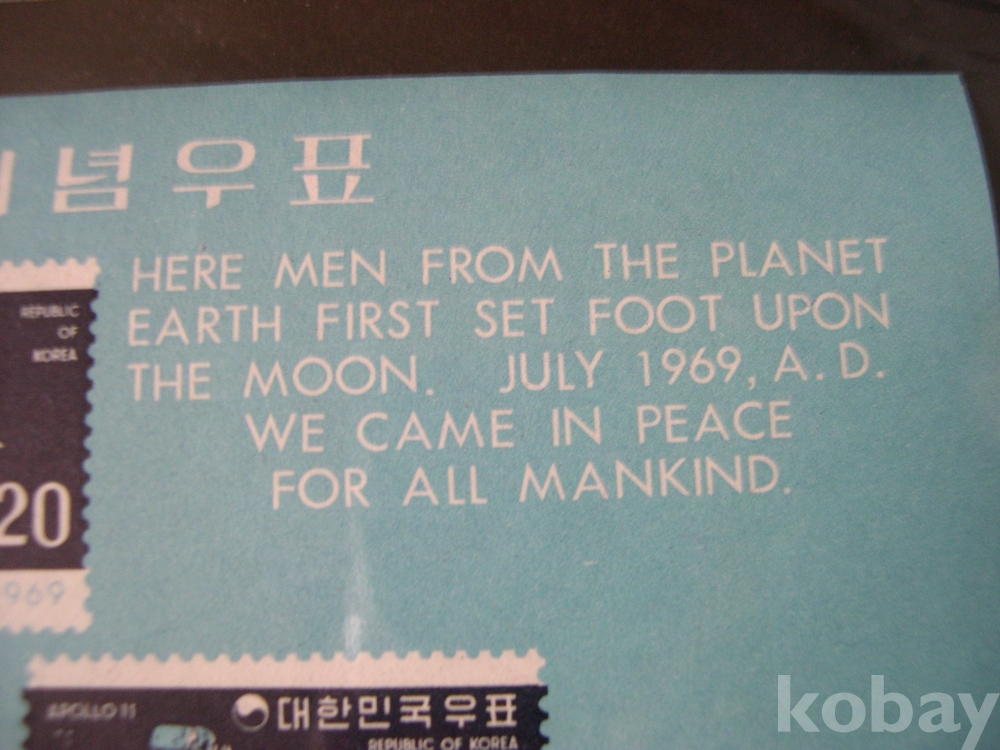 념우표
HERE MEN FROM THE PLANET
EARTH FIRST SET FOOT UPON
THE MOON. JULY 1969, A.D.
WE CAME IN PEACE
FOR ALL MANKIND.
REPUBLIC
OF
KOREA
20
1969
APOLLO 11
대한민국우표
REPUBLIC OF KOREA
kobay